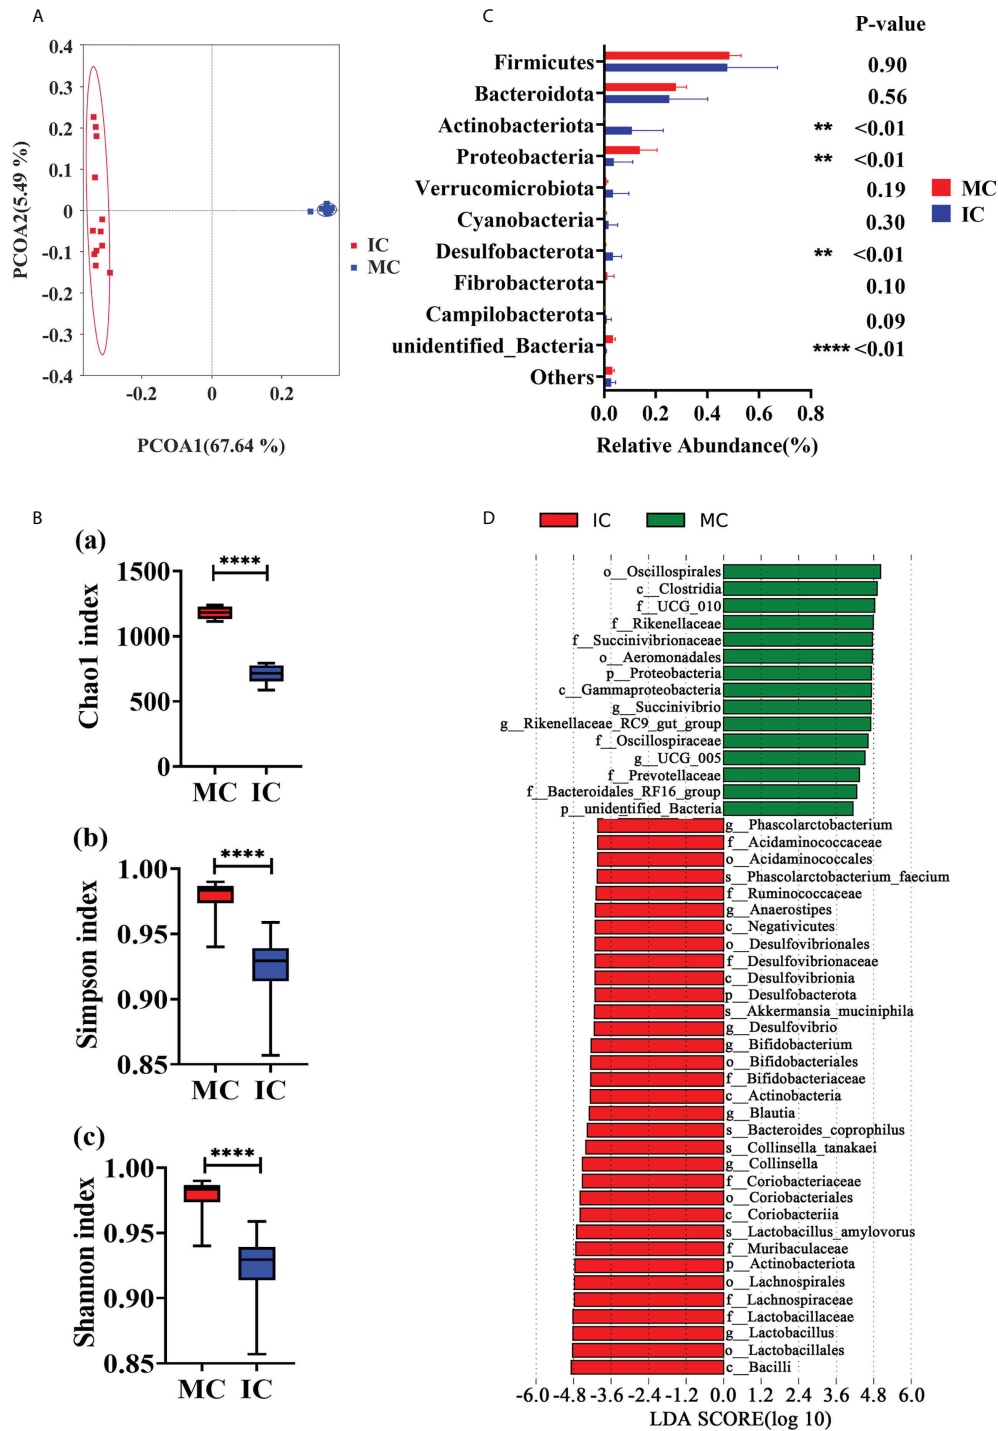 A
0.4
0.3
0.2
0.1
0
-0.1
-0.2
-0.3
-0.4
PCOA2(5.49 %)
-0.2
0
0.2
PCOA1(67.64 %)
IC
MC
C
P-value
Firmicutes
0.90
Bacteroidota
0.56
Actinobacteriota
** <0.01
Proteobacteria
** <0.01
Verrucomicrobiota
0.19
Cyanobacteria
0.30
Desulfobacterota
** <0.01
Fibrobacterota
0.10
Campilobacterota
0.09
unidentified_Bacteria
**** <0.01
Others
0.0 0.2 0.4 0.6 0.8
Relative Abundance(%)
MC
IC
B
(a)
****
1500
1000
500
0
Chao1 index
MC IC
(b)
****
1.00
0.95
0.90
0.85
Simpson index
MC IC
(c)
****
1.00
0.95
0.90
0.85
Shannon index
MC IC
D
IC MC
o__Oscillospirales
c__Clostridia
f__UCG_010
f__Rikenellaceae
f__Succinivibrionaceae
o__Aeromonadales
p__Proteobacteria
c__Gammaproteobacteria
g__Succinivibrio
g__Rikenellaceae_RC9_gut_group
f__Oscillospiraceae
g__UCG_005
f__Prevotellaceae
f__Bacteroidales_RF16_group
p__unidentified_Bacteria
g__Phascolarctobacterium
f__Acidaminococcaceae
o__Acidaminococcales
s__Phascolarctobacterium_faecium
f__Ruminococcaceae
g__Anaerostipes
c__Negativicutes
o__Desulfovibrionales
f__Desulfovibrionaceae
c__Desulfovibrionia
p__Desulfobacterota
s__Akkermansia_muciniphila
g__Desulfovibrio
g__Bifidobacterium
o__Bifidobacteriales
f__Bifidobacteriaceae
c__Actinobacteria
g__Blautia
s__Bacteroides_coprophilus
s__Collinsella_tanakaei
g__Collinsella
f__Coriobacteriaceae
o__Coriobacteriales
c__Coriobacteriia
s__Lactobacillus_amylovorus
f__Muribaculaceae
p__Actinobacteriota
o__Lachnospirales
f__Lachnospiraceae
f__Lactobacillaceae
g__Lactobacillus
o__Lactobacillales
c__Bacilli
-6.0 -4.8 -3.6 -2.4 -1.2 0.0 1.2 2.4 3.6 4.8 6.0
LDA SCORE(log 10)